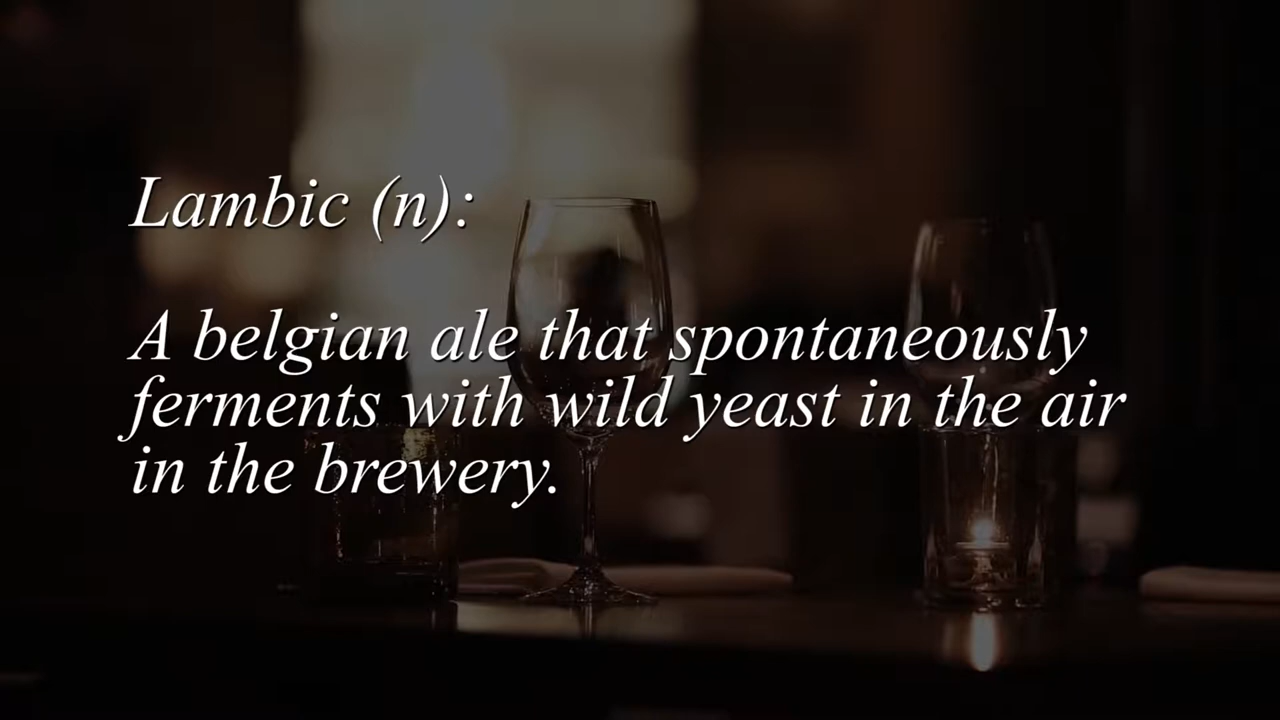 Lambic (n):
A belgian ale that spontaneously
ferments with wild yeast in the air
in the brewery.